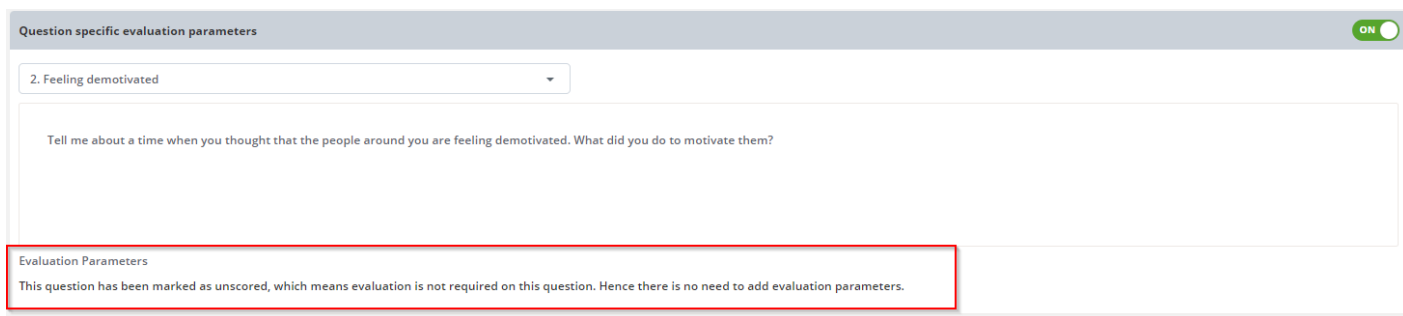 Question specific evaluation parameters
ON
2. Feeling demotivated
Tell me about a time when you thought that the people around you are feeling demotivated. What did you do to motivate them?
Evaluation Parameters
This question has been marked as unscored, which means evaluation is not required on this question. Hence there is no need to add evaluation parameters.